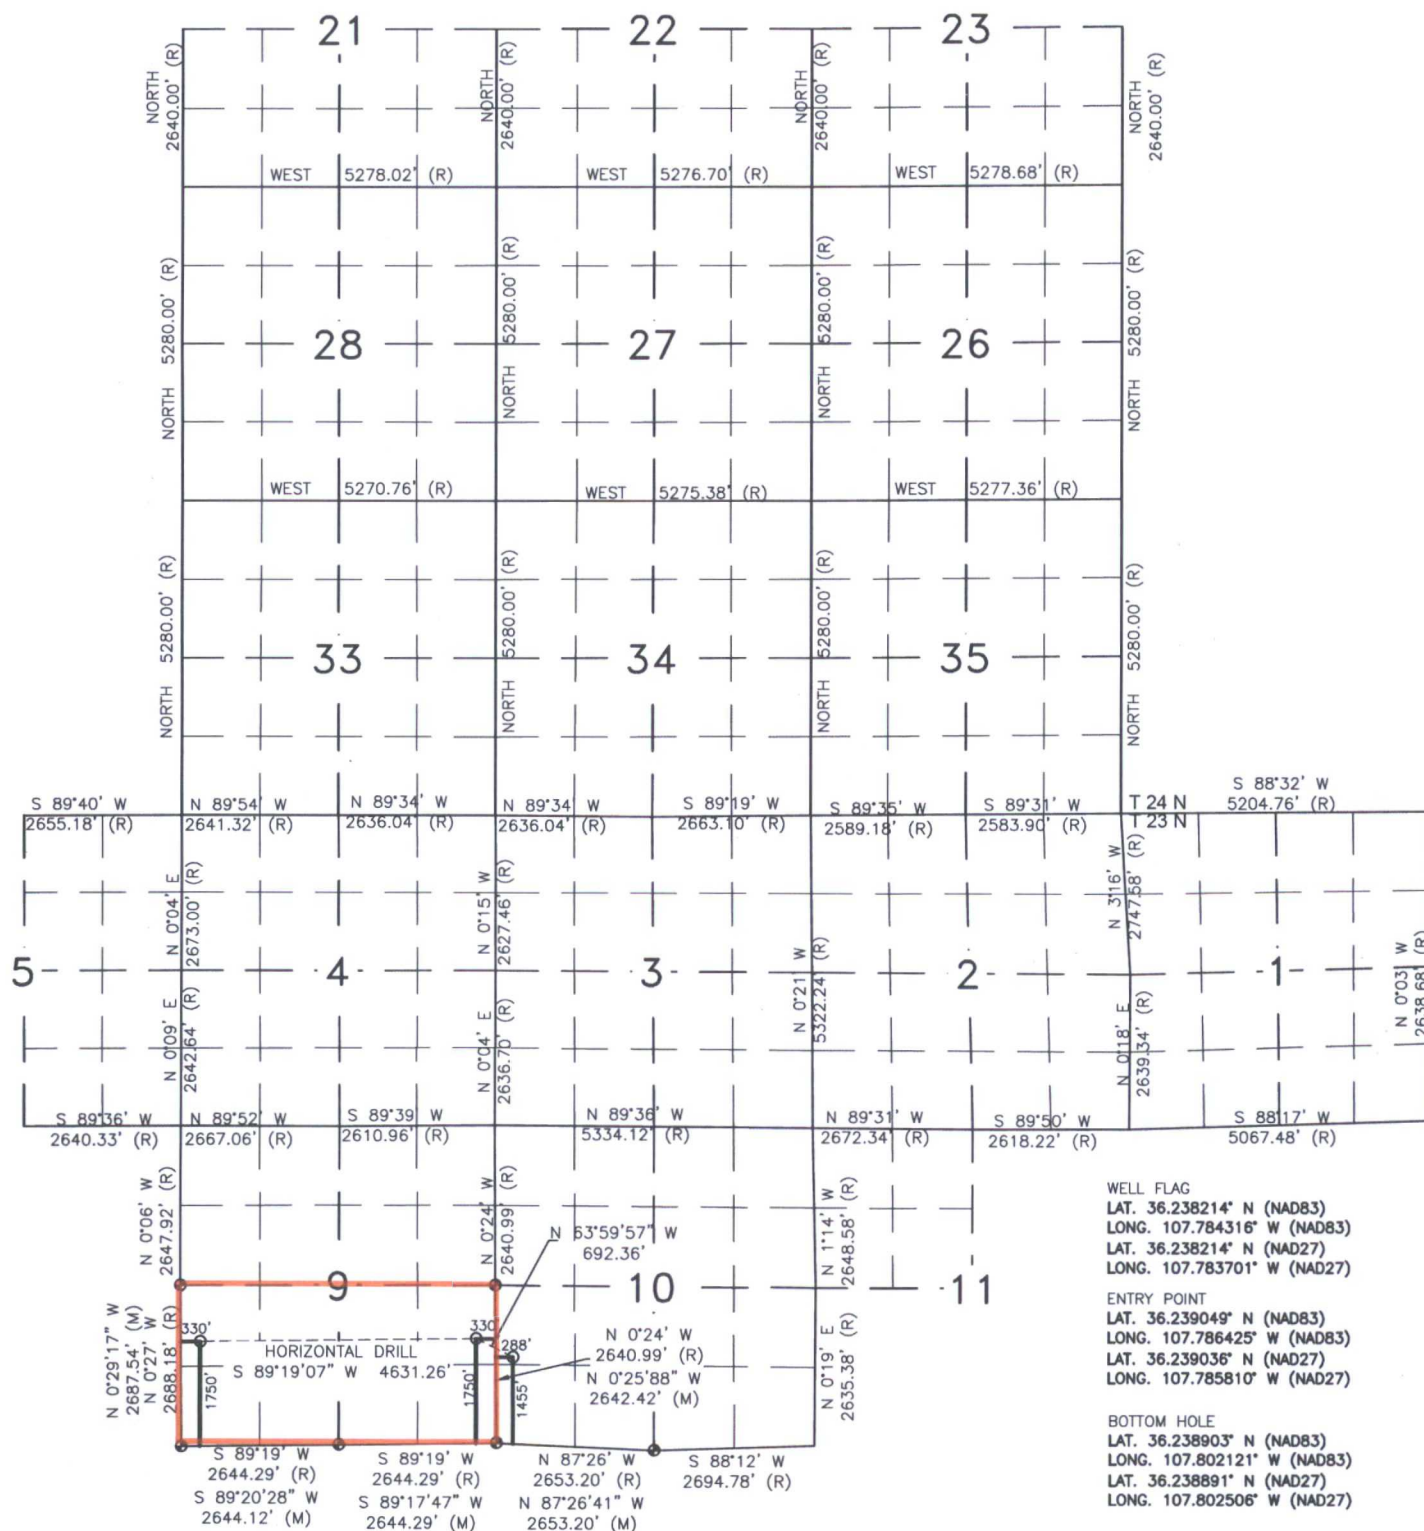 21 22 23
NORTH 2640.00' (R)
NORTH 2640.00' (R)
NORTH 2640.00' (R)
NORTH 2640.00' (R)
WEST 5278.02' (R)
WEST 5276.70' (R)
WEST 5278.68' (R)
NORTH 5280.00' (R)
NORTH 5280.00' (R)
NORTH 5280.00' (R)
NORTH 5280.00' (R)
28 27 26
WEST 5270.76' (R)
WEST 5275.38' (R)
WEST 5277.36' (R)
NORTH 5280.00' (R)
NORTH 5280.00' (R)
NORTH 5280.00' (R)
NORTH 5280.00' (R)
33 34 35
S 89°40' W
2655.18' (R)
N 89°54' W
2641.32' (R)
N 89°34' W
2636.04' (R)
N 89°34' W
2636.04' (R)
S 89°19' W
2663.10' (R)
S 89°35' W
2589.18' (R)
S 89°31' W
2583.90' (R)
T 24 N
T 23 N
S 88°32' W
5204.76' (R)
N 0°04' E
2673.00' (R)
N 0°15' W
2627.46' (R)
N 3°16' W
2747.58' (R)
5 4 3 2 1
N 0°09' E
2642.64' (R)
N 0°04' E
2636.70' (R)
N 0°21' W
5322.24' (R)
N 0°18' E
2639.34' (R)
N 0°03' W
2638.68' (R)
S 89°36' W
2640.33' (R)
N 89°52' W
2667.06' (R)
S 89°39' W
2610.96' (R)
N 89°36' W
5334.12' (R)
N 89°31' W
2672.34' (R)
S 89°50' W
2618.22' (R)
S 88°17' W
5067.48' (R)
N 0°06' W
2647.92' (R)
N 0°24' W
2640.99' (R)
N 63°59'57" W
692.36'
N 1°14' W
2648.58' (R)
9 10 11
N 0°29'17" W
2687.54' (M)
N 0°27' W
2688.18' (R)
330'
1750'
HORIZONTAL DRILL
S 89°19'07" W 4631.26'
330'
1750'
288'
1455'
N 0°24' W
2640.99' (R)
N 0°25'88" W
2642.42' (M)
N 0°19' E
2635.38' (R)
S 89°19' W
2644.29' (R)
S 89°20'28" W
2644.12' (M)
S 89°19' W
2644.29' (R)
S 89°17'47" W
2644.29' (M)
N 87°26' W
2653.20' (R)
N 87°26'41" W
2653.20' (M)
S 88°12' W
2694.78' (R)
WELL FLAG
LAT. 36.238214° N (NAD83)
LONG. 107.784316° W (NAD83)
LAT. 36.238214° N (NAD27)
LONG. 107.783701° W (NAD27)
ENTRY POINT
LAT. 36.239049° N (NAD83)
LONG. 107.786425° W (NAD83)
LAT. 36.239036° N (NAD27)
LONG. 107.785810° W (NAD27)
BOTTOM HOLE
LAT. 36.238903° N (NAD83)
LONG. 107.802121° W (NAD83)
LAT. 36.238891° N (NAD27)
LONG. 107.802506° W (NAD27)